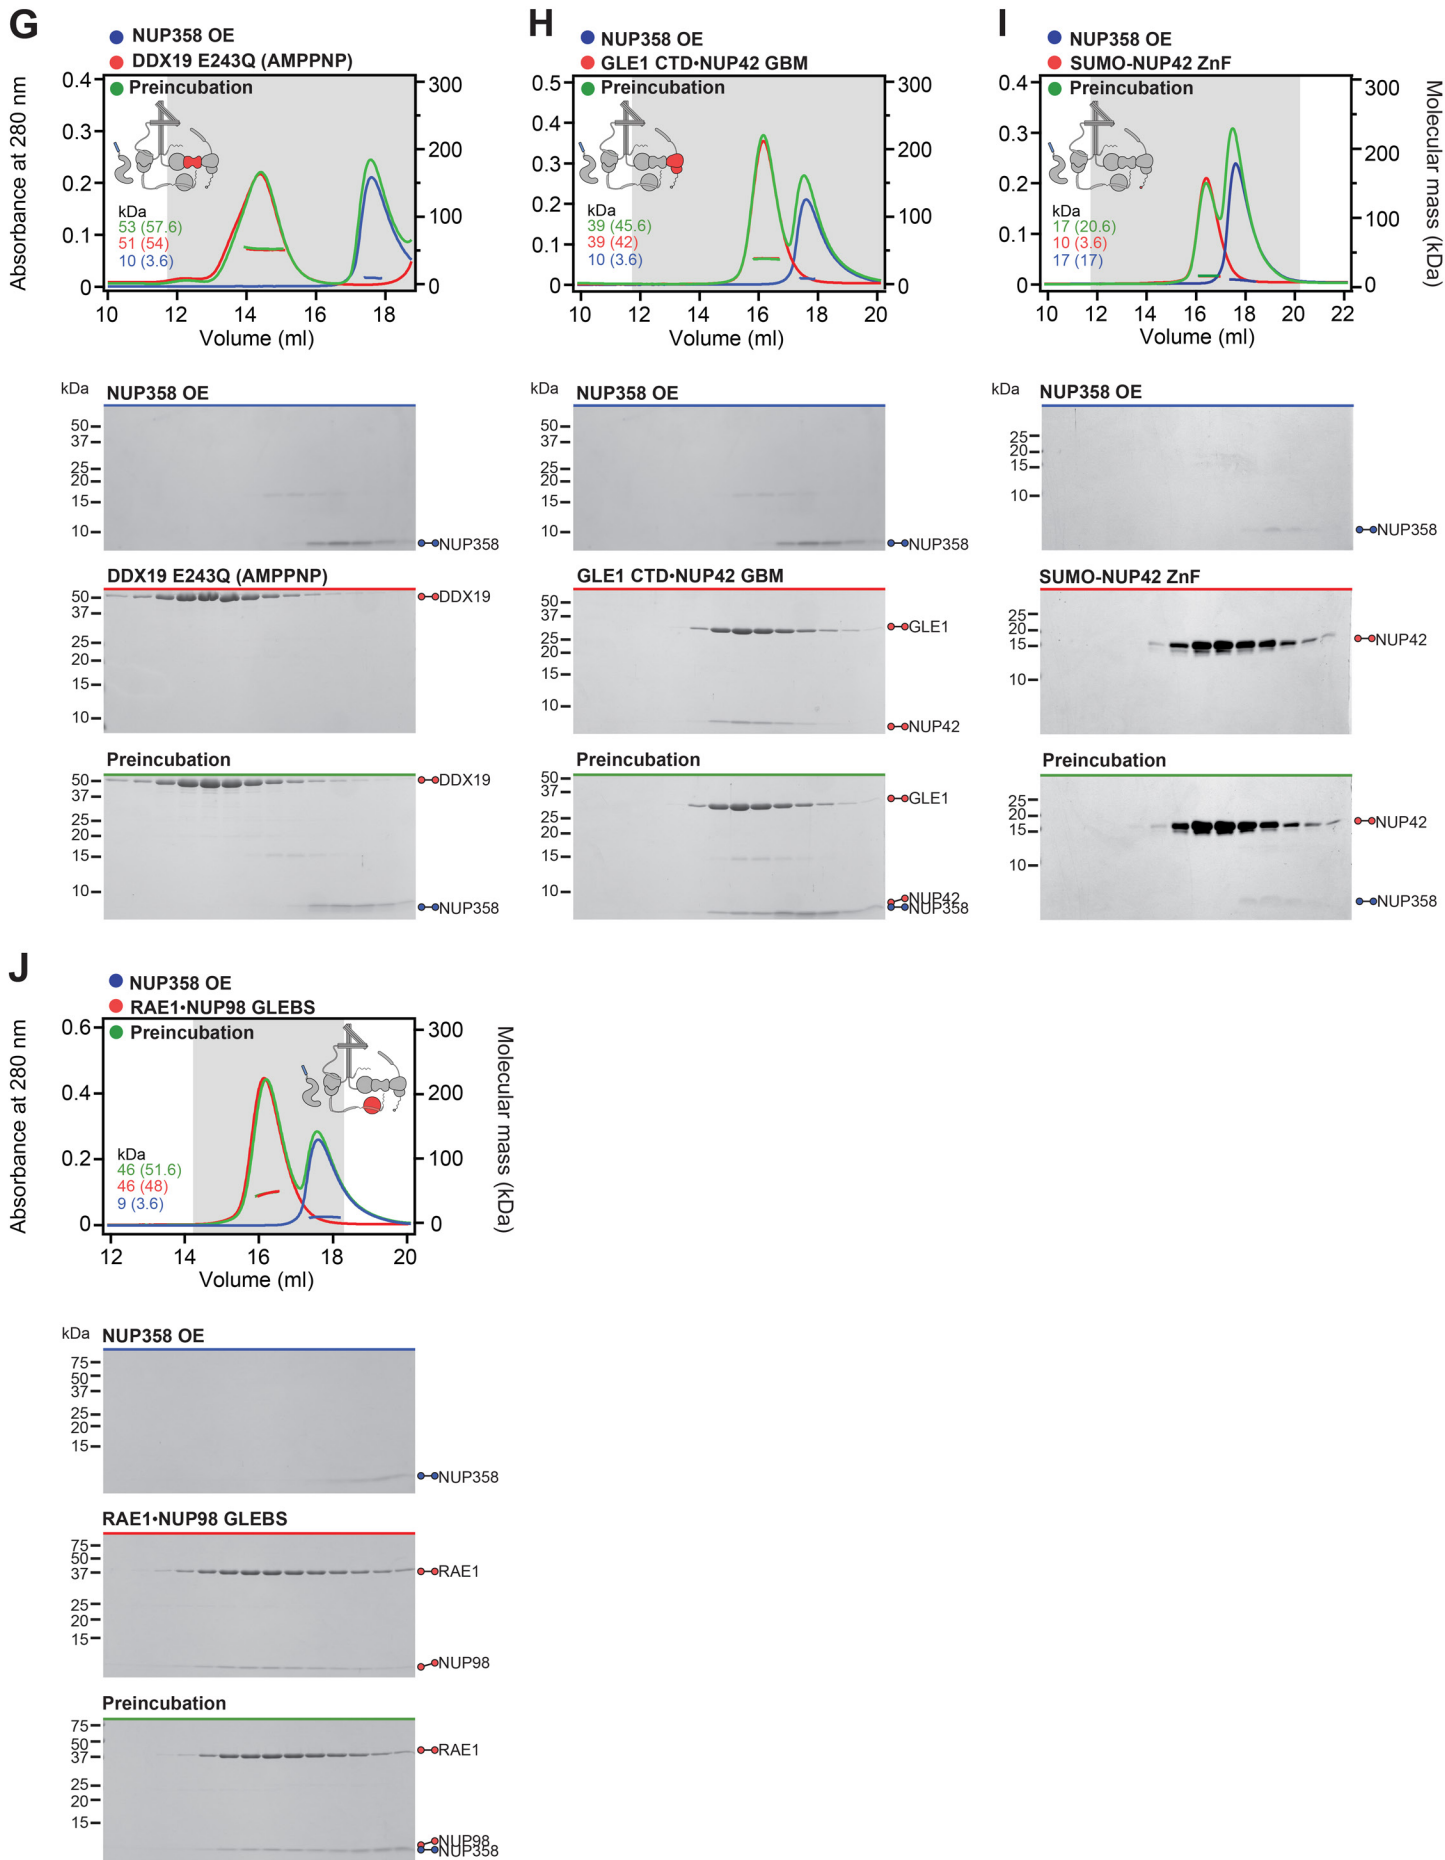 G
NUP358 OE
DDX19 E243Q (AMPPNP)
Preincubation
Absorbance at 280 nm
0.4
0.3
0.2
0.1
0
300
200
100
0
kDa
53 (57.6)
51 (54)
10 (3.6)
10 12 14 16 18
Volume (ml)
kDa
NUP358 OE
50
37
25
20
15
10
NUP358
DDX19 E243Q (AMPPNP)
50
37
25
20
15
10
DDX19
Preincubation
50
37
25
20
15
10
DDX19
NUP358
H
NUP358 OE
GLE1 CTD•NUP42 GBM
Preincubation
0.5
0.4
0.3
0.2
0.1
0
300
200
100
0
kDa
39 (45.6)
39 (42)
10 (3.6)
10 12 14 16 18 20
Volume (ml)
kDa
NUP358 OE
50
37
25
20
15
10
NUP358
GLE1 CTD•NUP42 GBM
50
37
25
20
15
10
GLE1
NUP42
Preincubation
50
37
25
20
15
10
GLE1
NUP42
NUP358
I
NUP358 OE
SUMO-NUP42 ZnF
Preincubation
0.4
0.3
0.2
0.1
0
300
200
100
0
Molecular mass (kDa)
kDa
17 (20.6)
10 (3.6)
17 (17)
10 12 14 16 18 20 22
Volume (ml)
kDa
NUP358 OE
25
20
15
10
NUP358
SUMO-NUP42 ZnF
25
20
15
10
NUP42
Preincubation
25
20
15
10
NUP42
NUP358
J
NUP358 OE
RAE1•NUP98 GLEBS
Preincubation
Absorbance at 280 nm
0.6
0.4
0.2
0
300
200
100
0
Molecular mass (kDa)
kDa
46 (51.6)
46 (48)
9 (3.6)
12 14 16 18 20
Volume (ml)
kDa
NUP358 OE
75
50
37
25
20
15
NUP358
RAE1•NUP98 GLEBS
75
50
37
25
20
15
RAE1
NUP98
Preincubation
75
50
37
25
20
15
RAE1
NUP98
NUP358